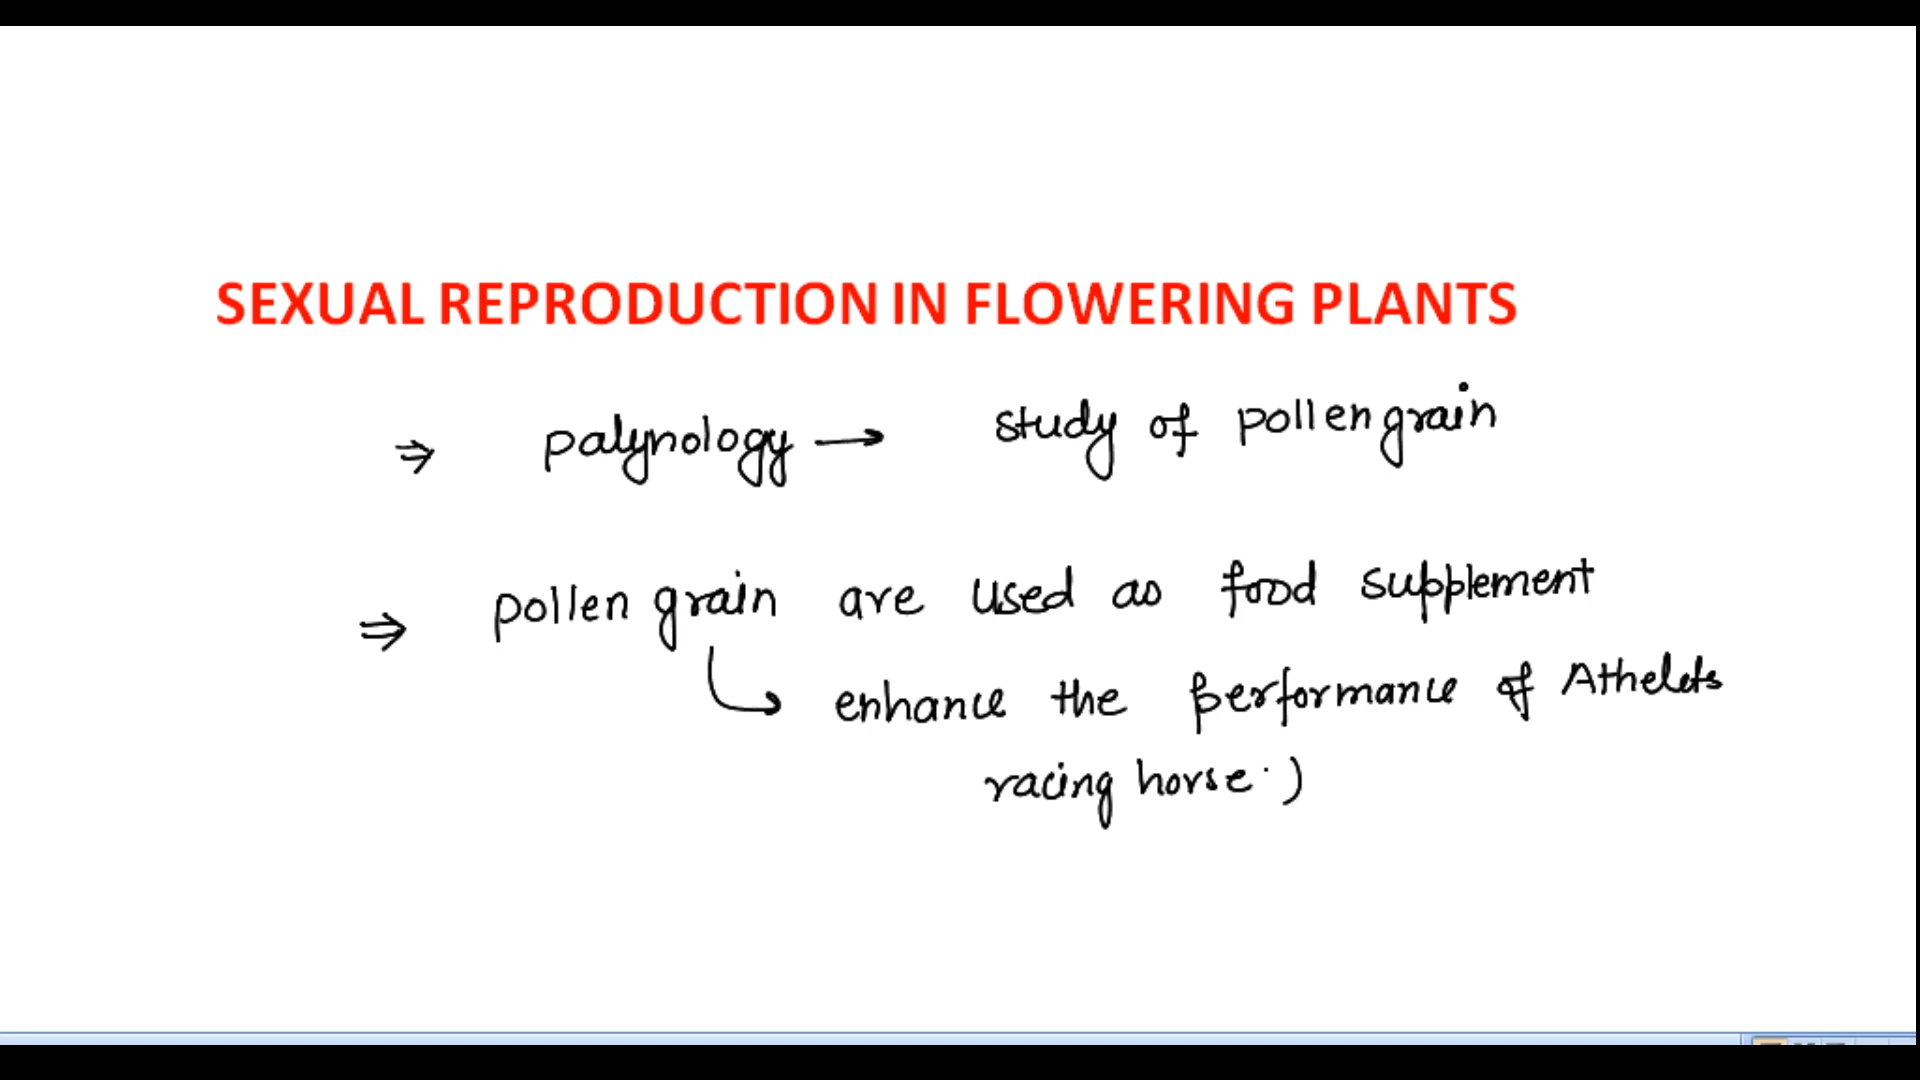 SEXUAL REPRODUCTION IN FLOWERING PLANTS
⇒ palynology → study of pollen grain
⇒ pollen grain are used as food supplement
↳ enhance the performance of Athelets
racing horse.)